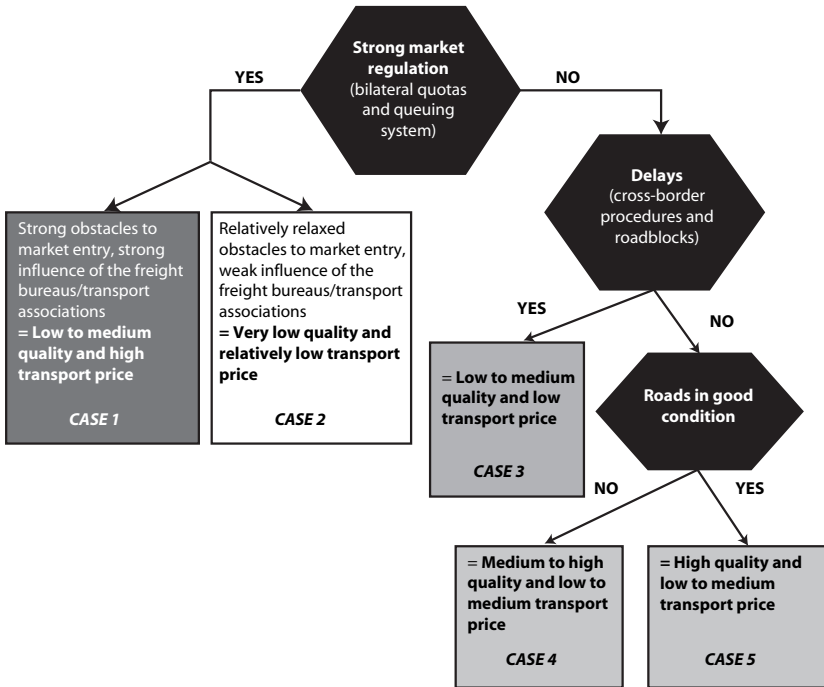 Strong market
regulation
(bilateral quotas
and queuing
system)
YES
NO
Delays
(cross-border
procedures and
roadblocks)
Strong obstacles to
market entry, strong
influence of the freight
bureaus/transport
associations
= Low to medium
quality and high
transport price
CASE 1
Relatively relaxed
obstacles to market entry,
weak influence of the
freight bureaus/transport
associations
= Very low quality and
relatively low transport
price
CASE 2
YES
NO
= Low to medium
quality and low
transport price
CASE 3
Roads in good
condition
NO
YES
= Medium to high
quality and low to
medium transport
price
CASE 4
= High quality and
low to medium
transport price
CASE 5